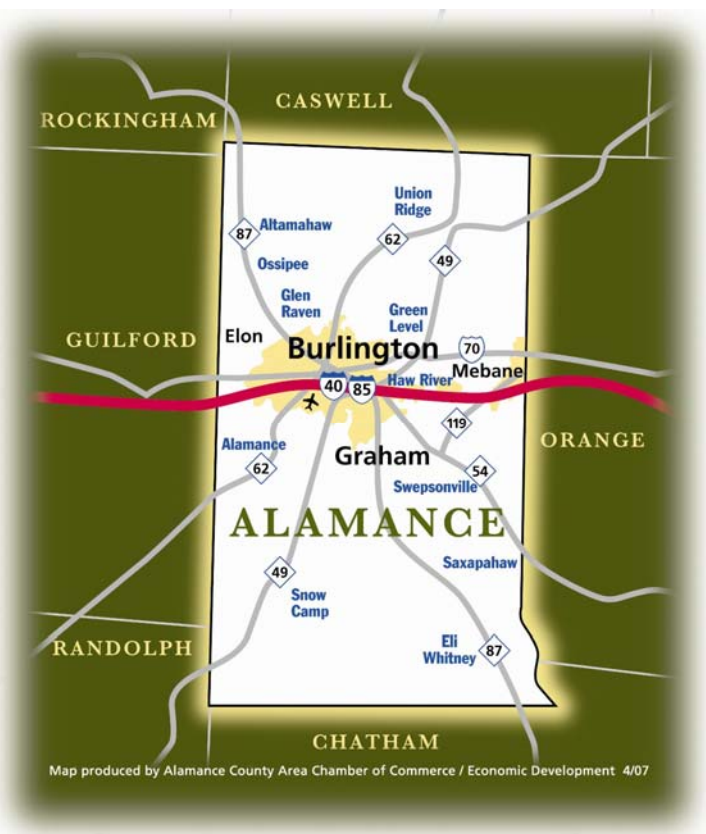 CASWELL
ROCKINGHAM
Union
Ridge
87
Altamahaw
62
Ossipee
49
Glen
Raven
Green
Level
GUILFORD
Elon
Burlington
70
Mebane
40
85
Haw River
119
ORANGE
Alamance
Graham
62
54
Swepsonville
ALAMANCE
Saxapahaw
49
Snow
Camp
RANDOLPH
Eli
Whitney
87
CHATHAM
Map produced by Alamance County Area Chamber of Commerce / Economic Development 4/07